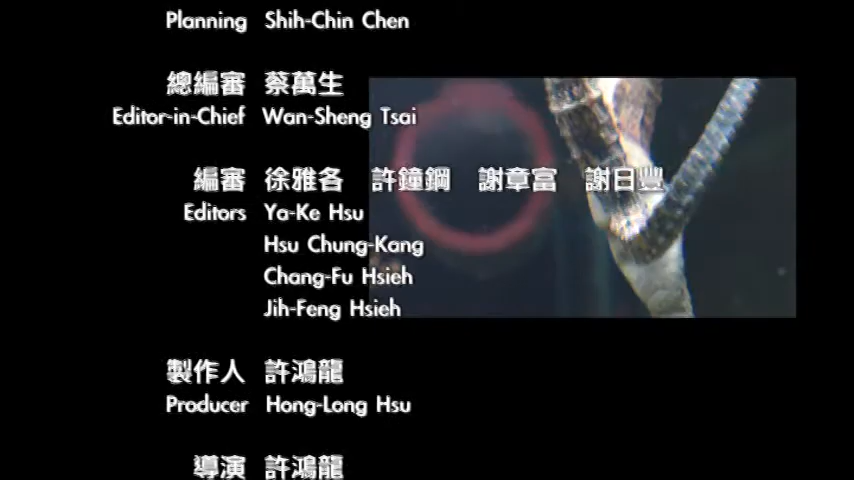 Planning Shih-Chin Chen
總編審 蔡萬生
Editor-in-Chief Wan-Sheng Tsai
編審 徐雅各 許鐘鋼 謝章富 謝日豐
Editors Ya-Ke Hsu
Hsu Chung-Kang
Chang-Fu Hsieh
Jih-Feng Hsieh
製作人 許鴻龍
Producer Hong-Long Hsu
導演 許鴻龍